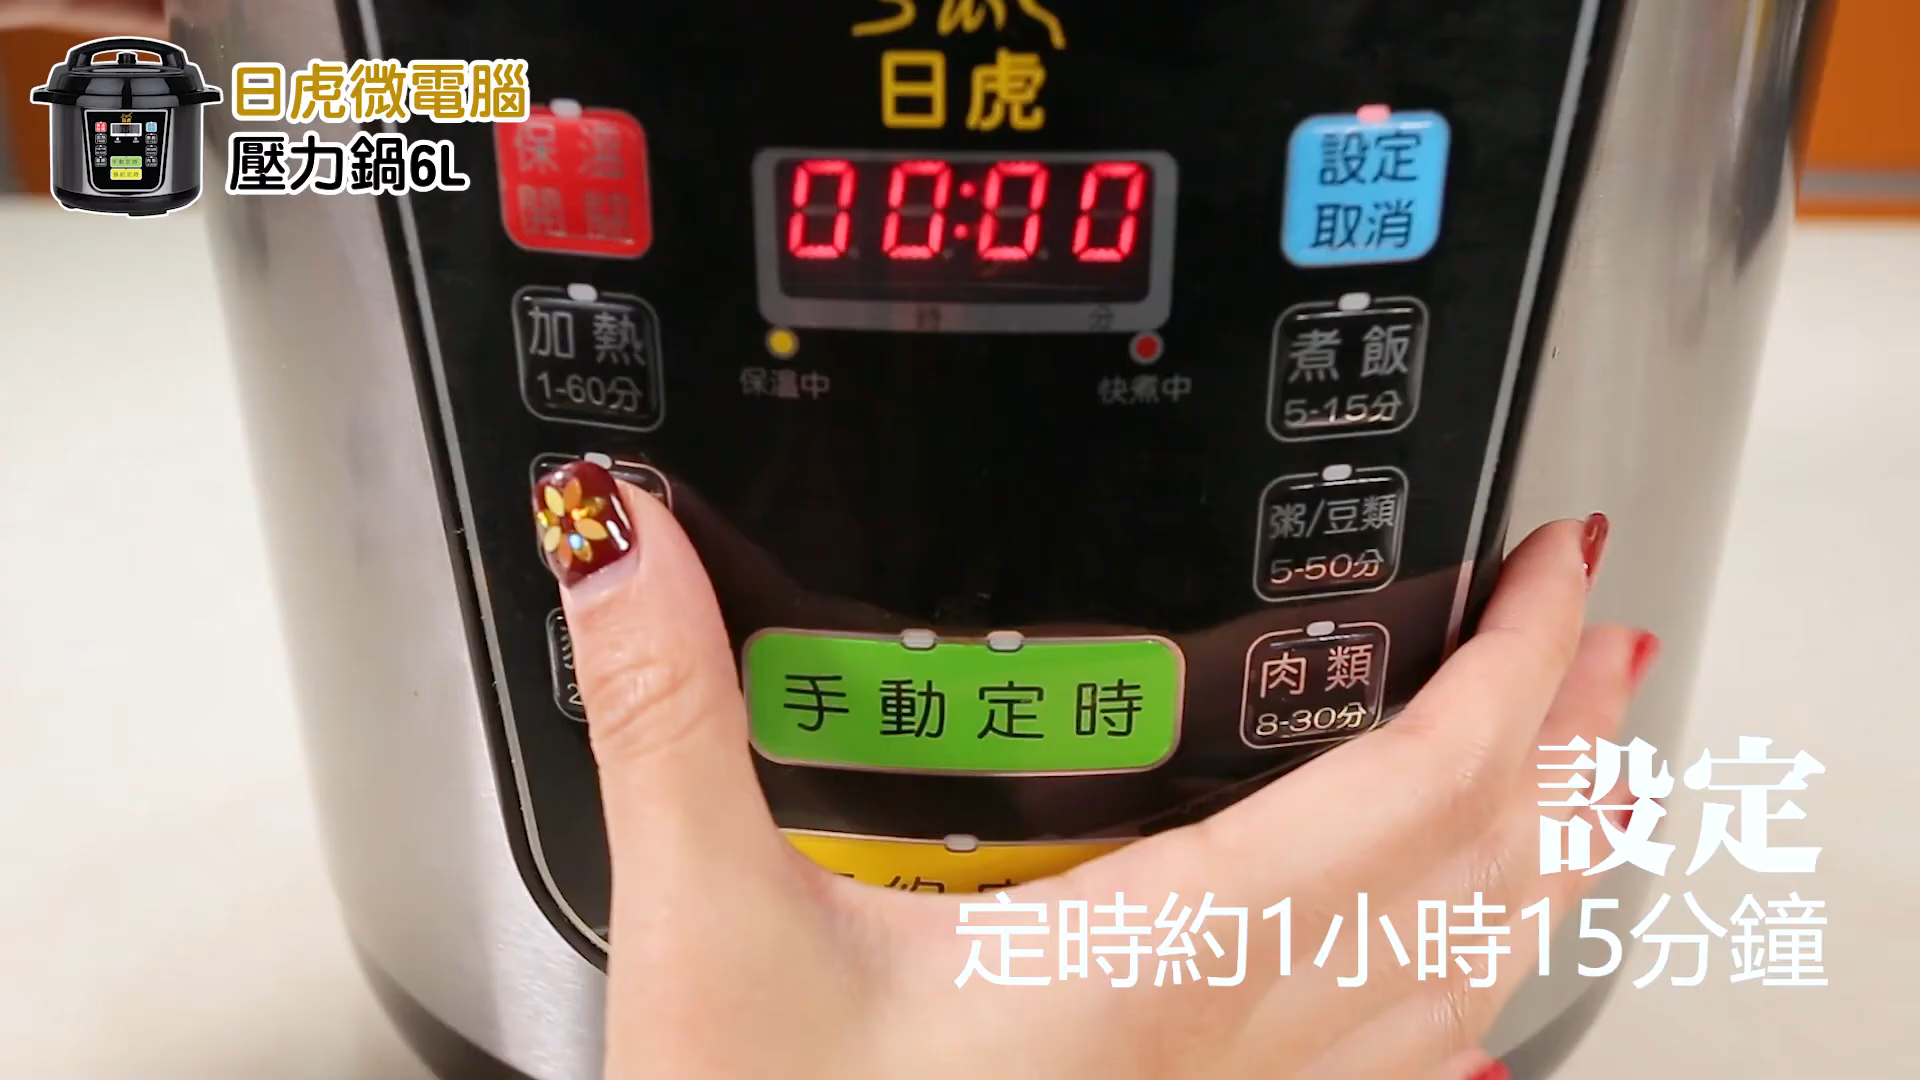 日虎微電腦
壓力鍋6L
日虎
保溫
開關
00:00
設定
取消
時
分
加熱
1-60分
保溫中
快煮中
煮飯
5-15分
粥/豆類
5-50分
手動定時
肉類
8-30分
設定
定時約1小時15分鐘